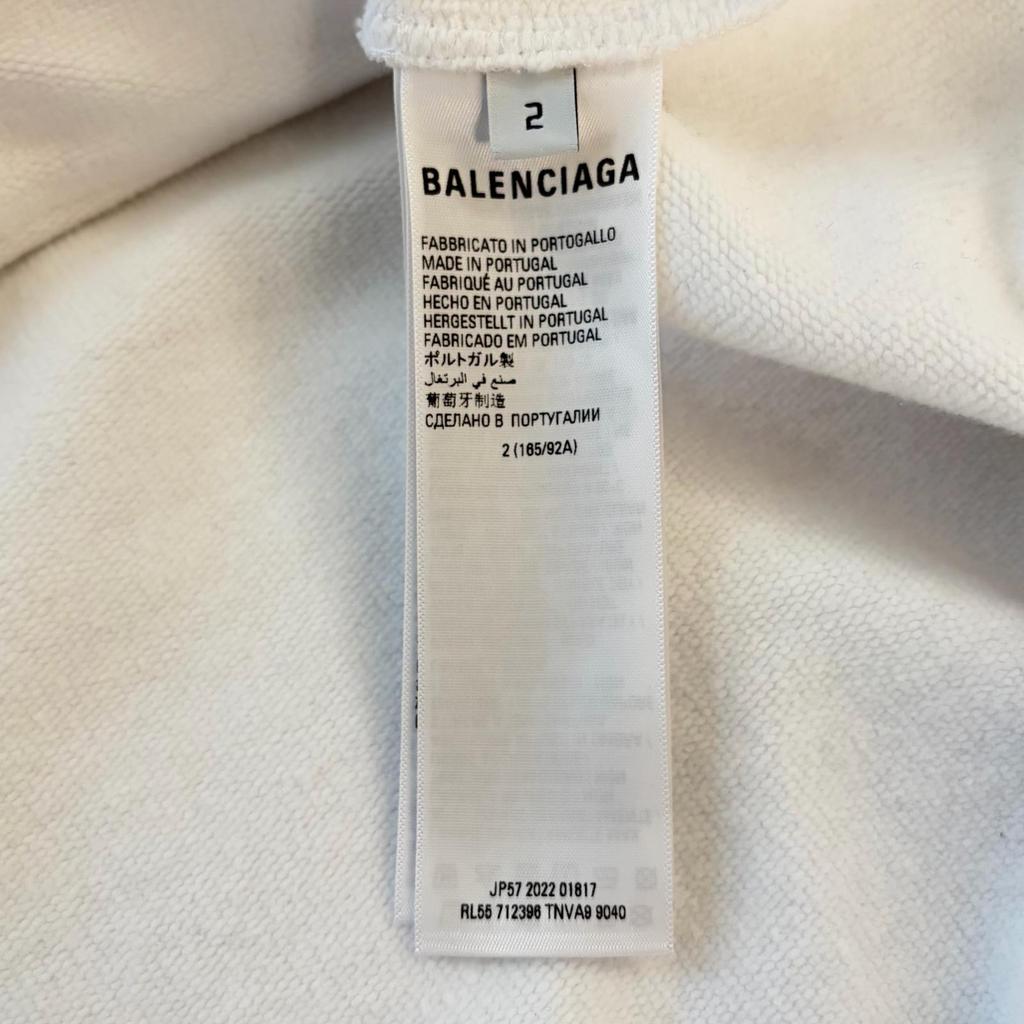 2
BALENCIAGA
FABBRICATO IN PORTOGALLO
MADE IN PORTUGAL
FABRIQUÉ AU PORTUGAL
HECHO EN PORTUGAL
HERGESTELLT IN PORTUGAL
FABRICADO EM PORTUGAL
ポルトガル製
صنع في البرتغال
葡萄牙制造
СДЕЛАНО В ПОРТУГАЛИИ
2 (165/92A)
JP57 2022 01817
RL55 712396 TNVA9 9040